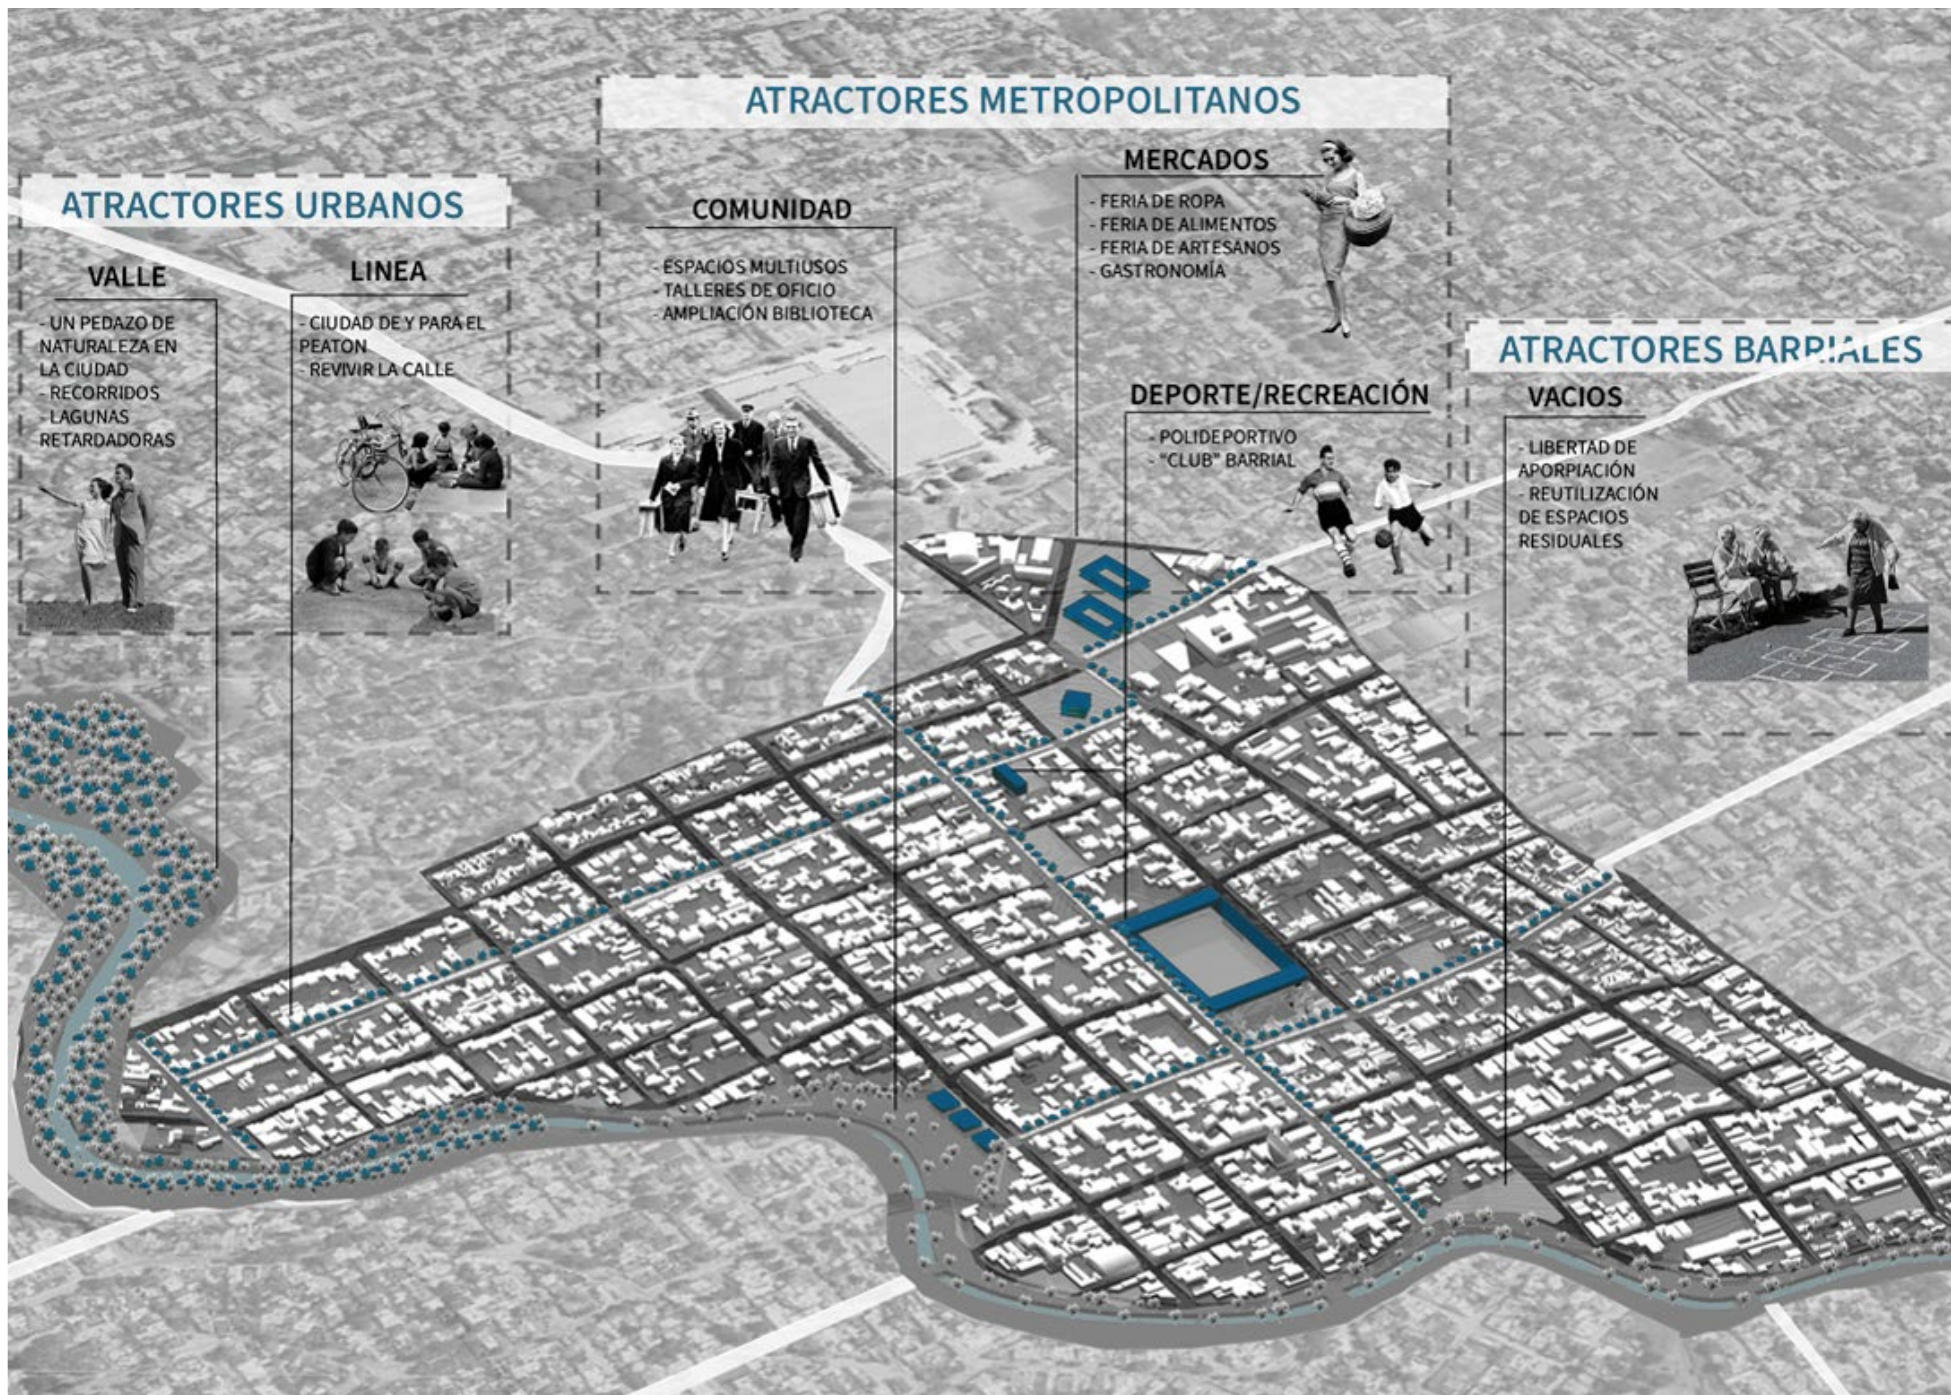 ATRACTORES METROPOLITANOS
MERCADOS
- FERIA DE ROPA
- FERIA DE ALIMENTOS
- FERIA DE ARTESANOS
- GASTRONOMÍA
COMUNIDAD
- ESPACIOS MULTIUSOS
- TALLERES DE OFICIO
- AMPLIACIÓN BIBLIOTECA
DEPORTE/RECREACIÓN
- POLIDEPORTIVO
- "CLUB" BARRIAL
ATRACTORES URBANOS
VALLE
- UN PEDAZO DE
NATURALEZA EN
LA CIUDAD
- RECORRIDOS
- LAGUNAS
RETARDADORAS
LINEA
- CIUDAD DE Y PARA EL
PEATON
- REVIVIR LA CALLE
ATRACTORES BARRIALES
VACIOS
- LIBERTAD DE
APORPIACIÓN
- REUTILIZACIÓN
DE ESPACIOS
RESIDUALES